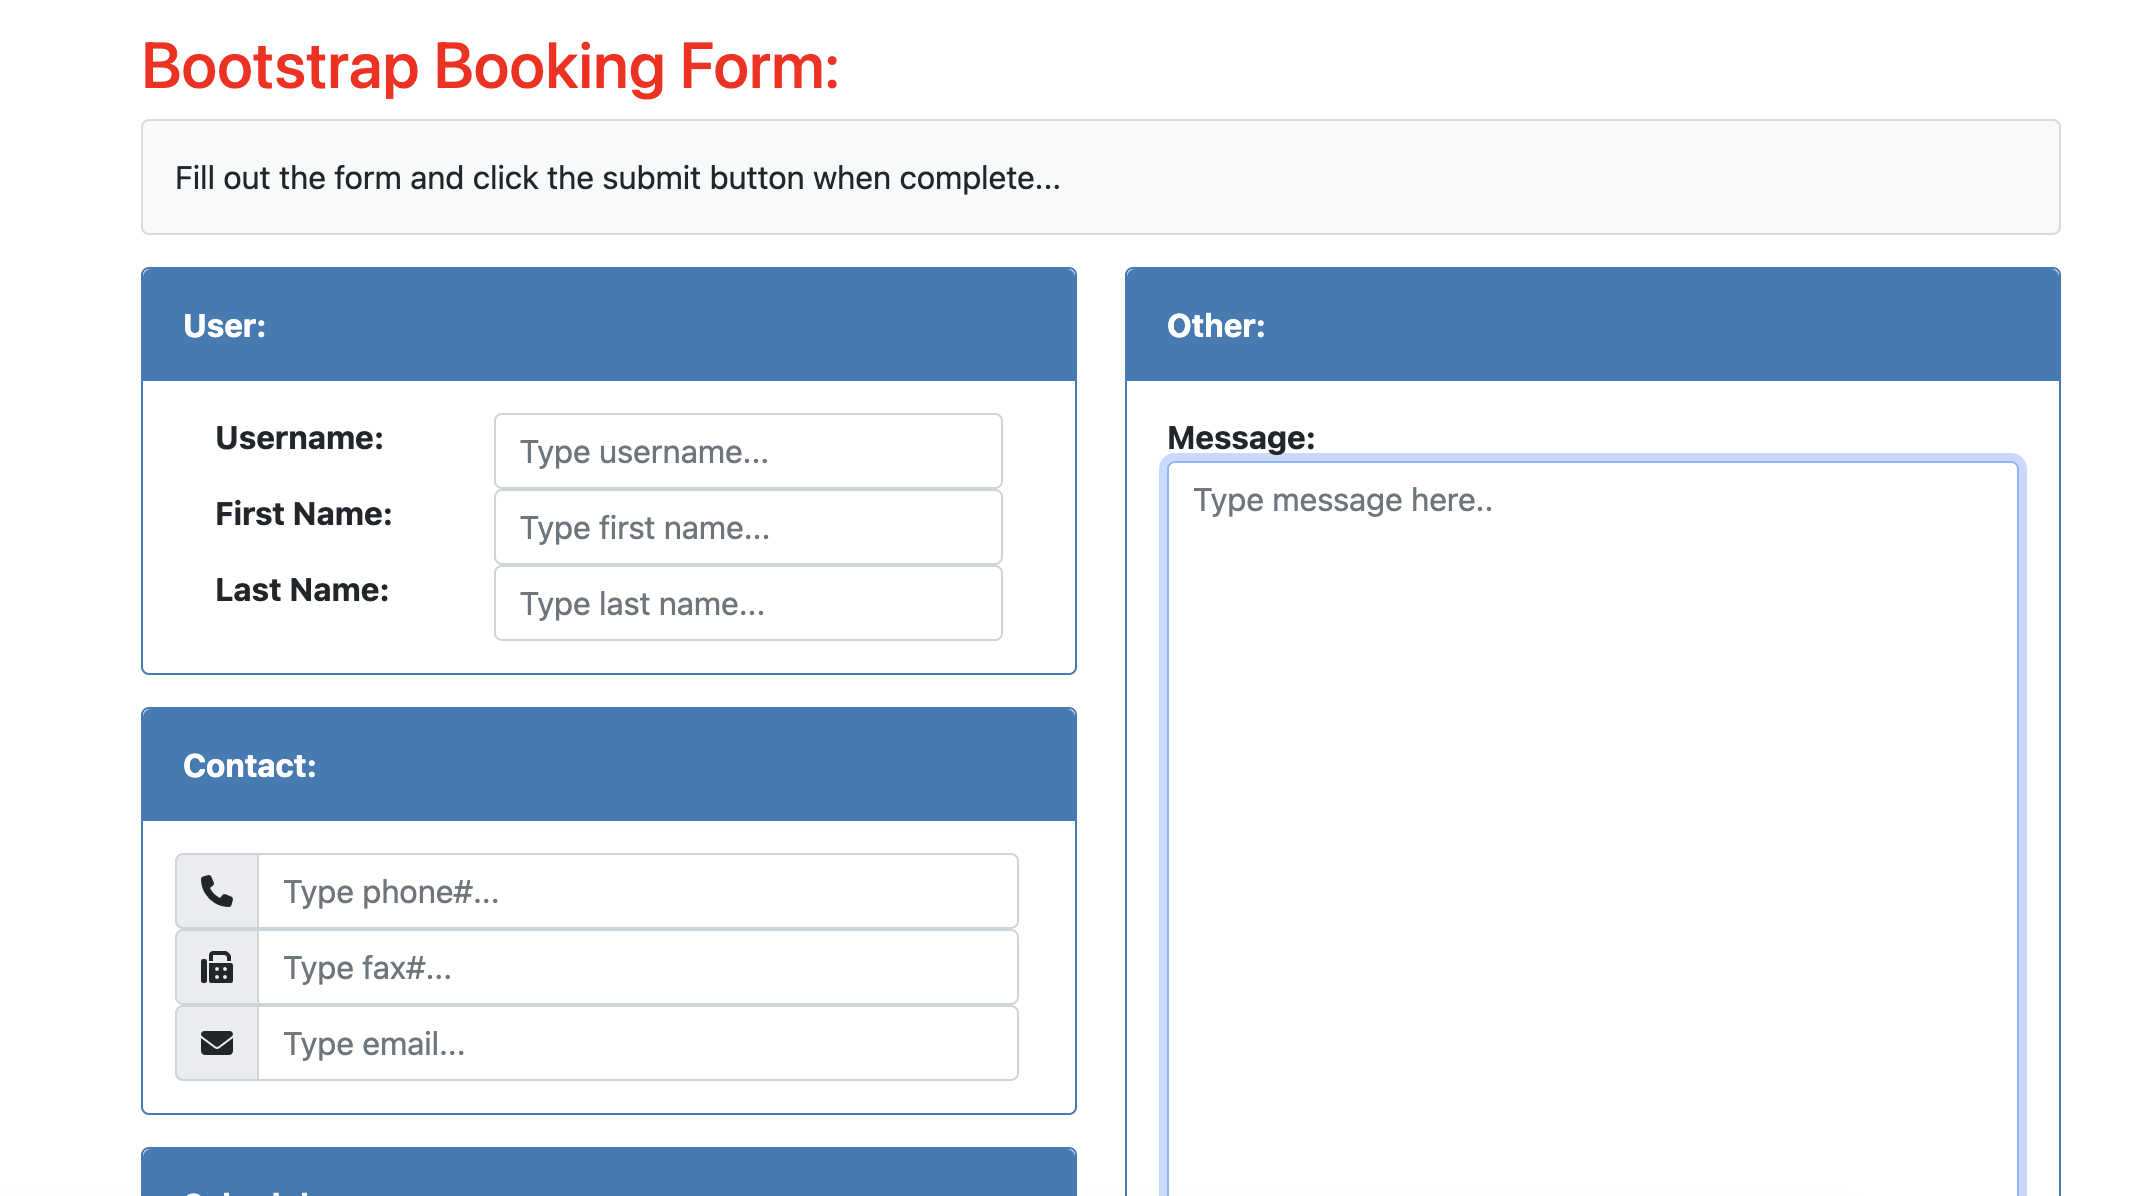 Bootstrap Booking Form:
Fill out the form and click the submit button when complete...
User:
Username:
Type username...
First Name:
Type first name...
Last Name:
Type last name...
Contact:
Type phone#...
Type fax#...
Type email...
Other:
Message:
Type message here..